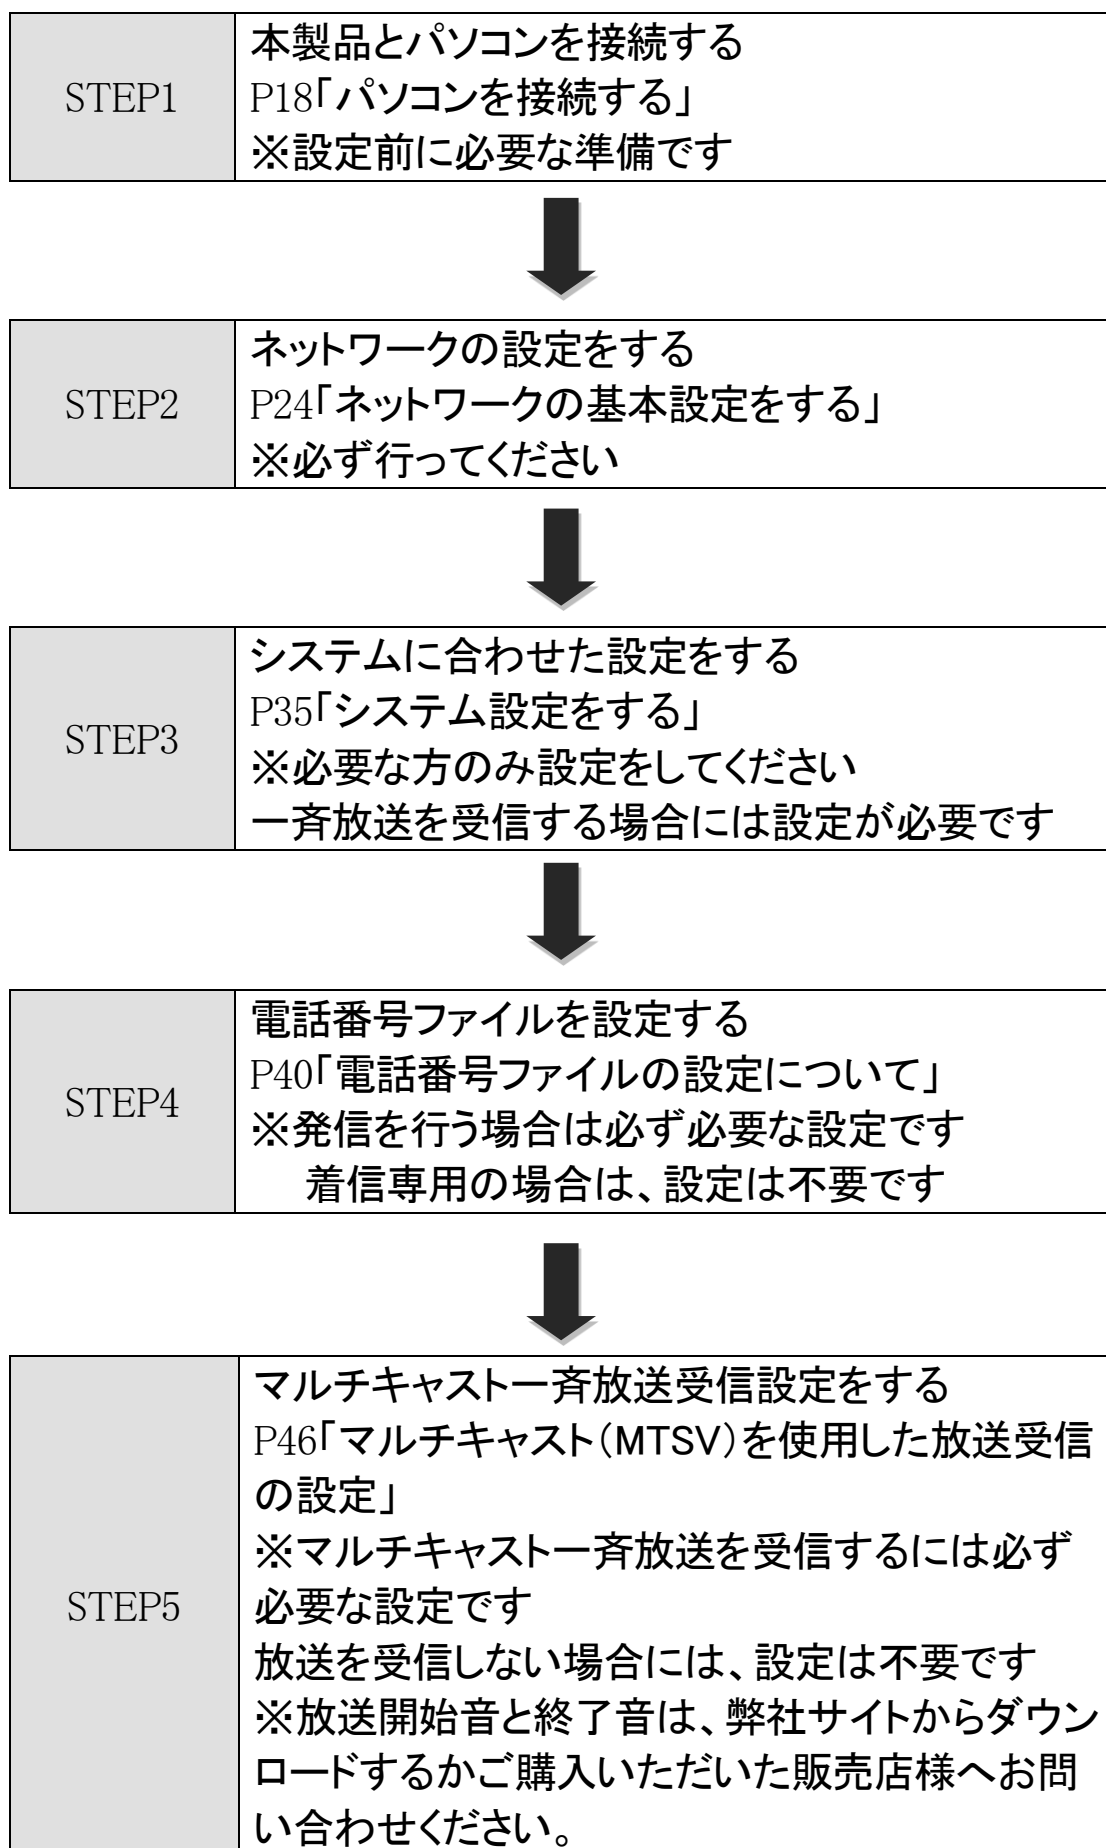 STEP1
本製品とパソコンを接続する
P18「パソコンを接続する」
※設定前に必要な準備です
STEP2
ネットワークの設定をする
P24「ネットワークの基本設定をする」
※必ず行ってください
STEP3
システムに合わせた設定をする
P35「システム設定をする」
※必要な方のみ設定をしてください
一斉放送を受信する場合には設定が必要です
STEP4
電話番号ファイルを設定する
P40「電話番号ファイルの設定について」
※発信を行う場合は必ず必要な設定です
着信専用の場合は、設定は不要です
STEP5
マルチキャスト一斉放送受信設定をする
P46「マルチキャスト（MTSV）を使用した放送受信
の設定」
※マルチキャスト一斉放送を受信するには必ず
必要な設定です
放送を受信しない場合には、設定は不要です
※放送開始音と終了音は、弊社サイトからダウン
ロードするかご購入いただいた販売店様へお問
い合わせください。